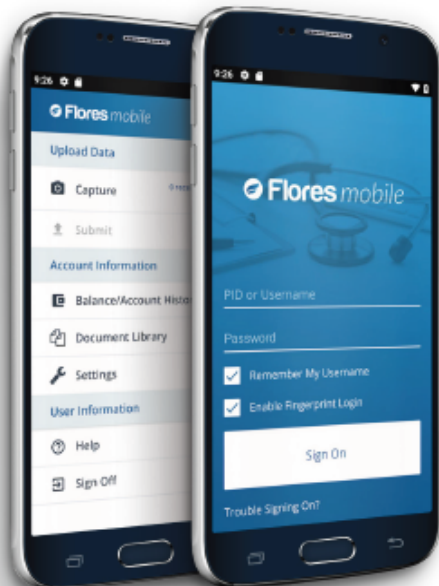 9:26
Flores mobile
Upload Data
Capture
Submit
Account Information
Balance/Account Histo
Document Library
Settings
User Information
Help
Sign Off
9:26
Flores mobile
PID or Username
Password
Remember My Username
Enable Fingerprint Login
Sign On
Trouble Signing On?